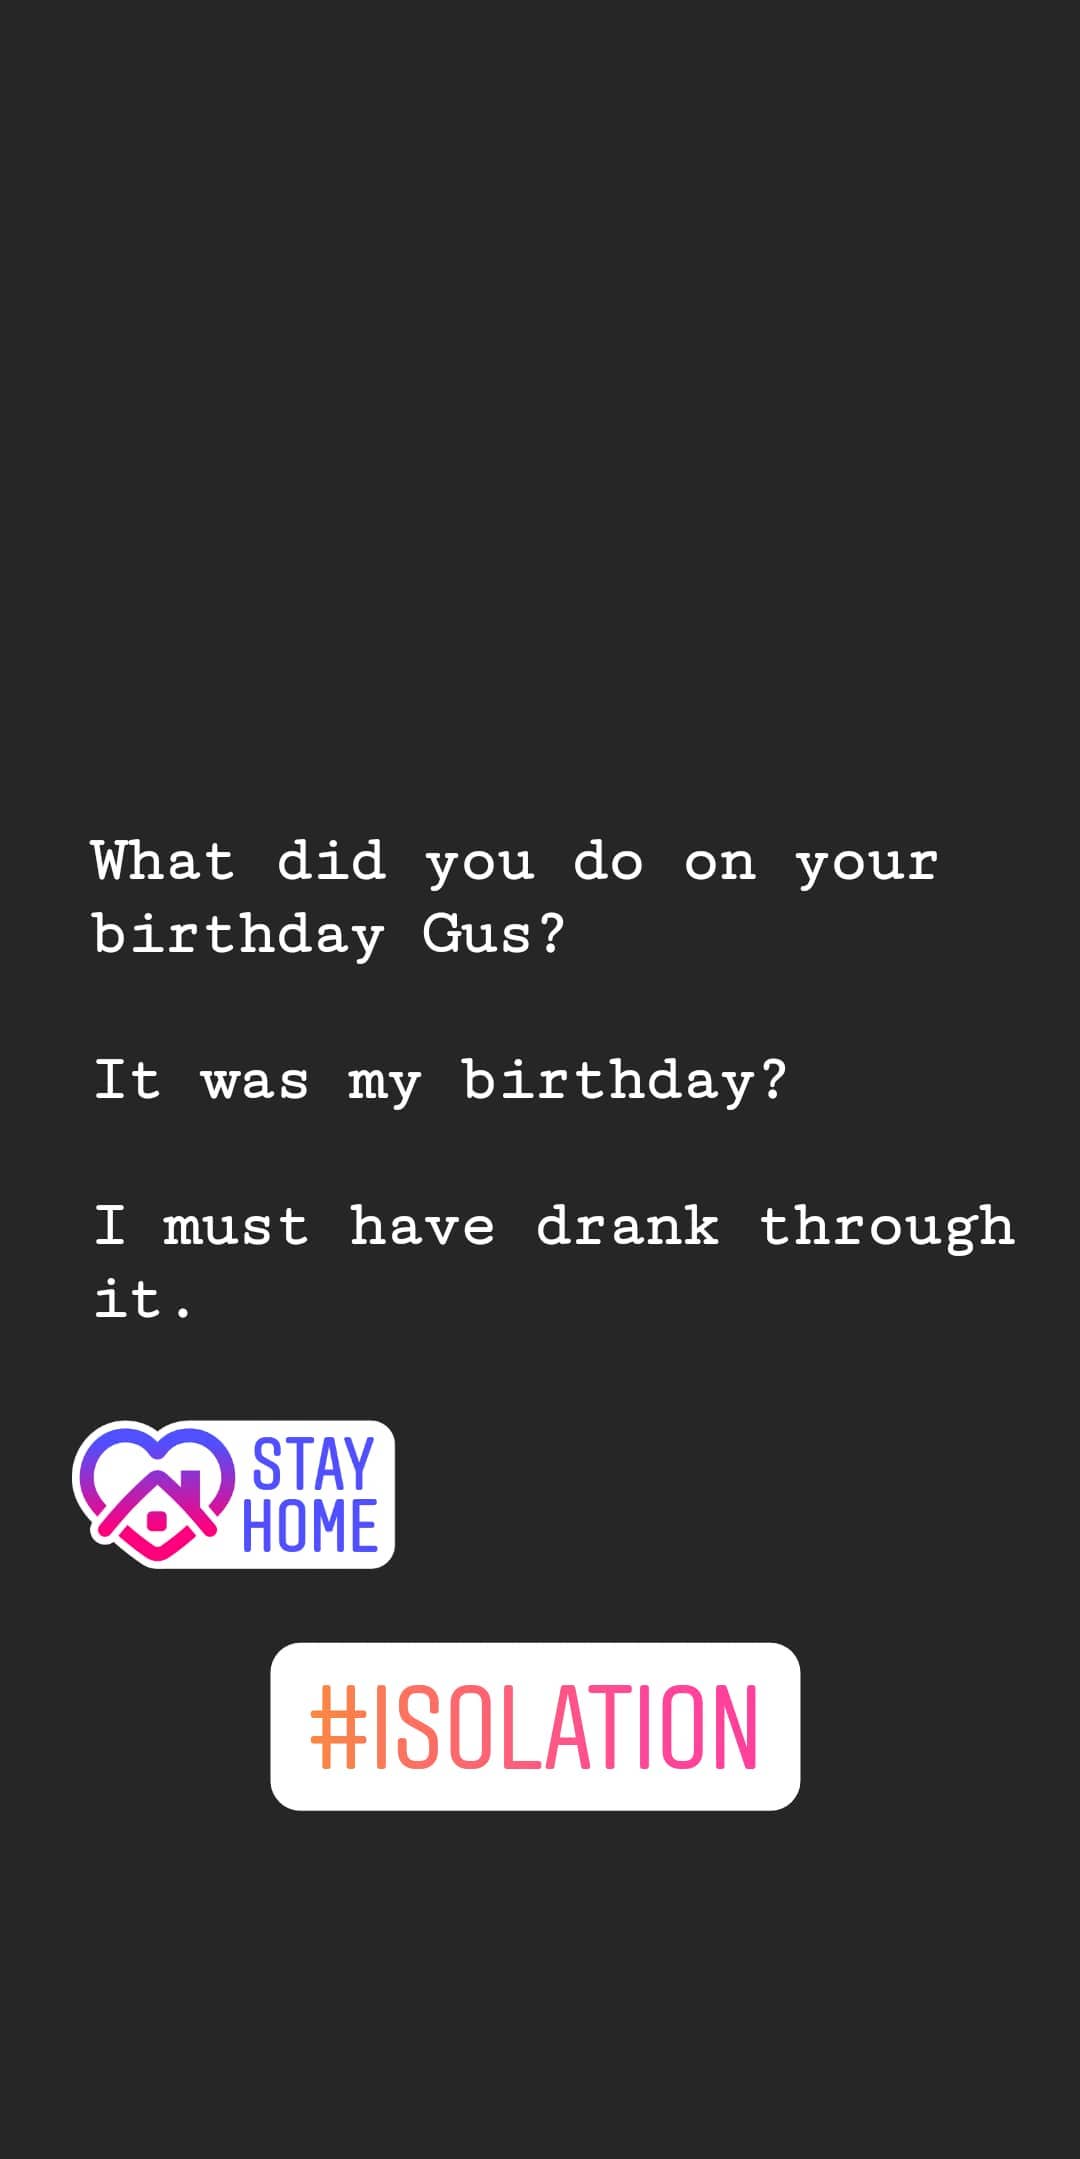 What did you do on your
birthday Gus?
It was my birthday?
I must have drank through
it.
STAY
HOME
#ISOLATION